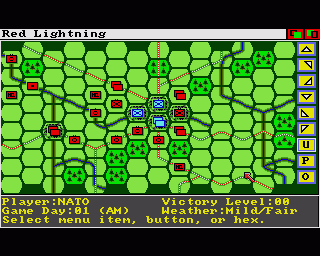 Red Lightning
U
P
O
Player:NATO Victory Level:00
Game Day:01 (AM) Weather:Mild/Fair
Select menu item, button, or hex.